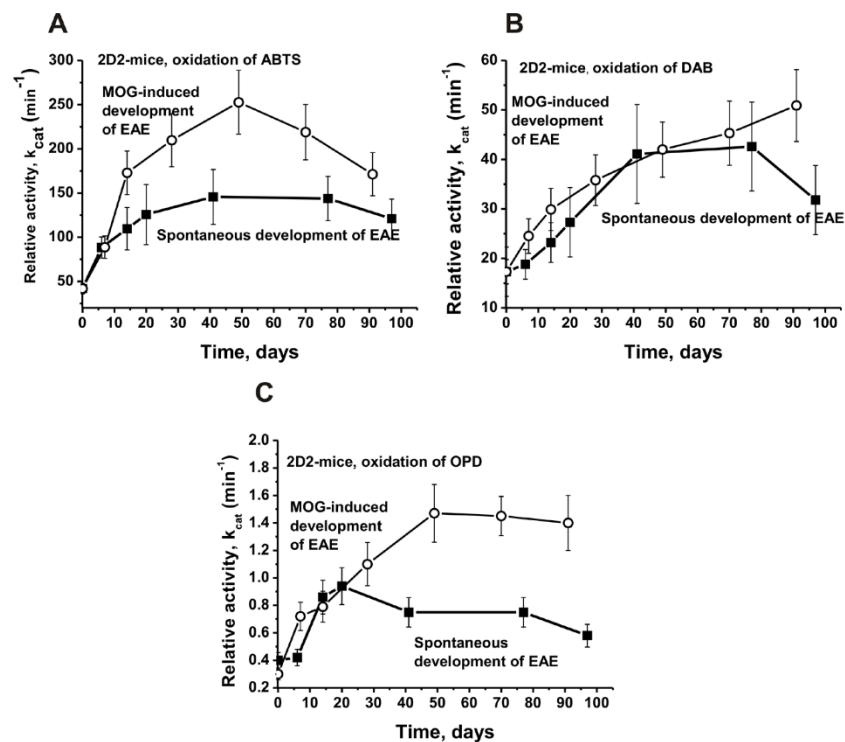 A
2D2-mice, oxidation of ABTS
MOG-induced
development
of EAE
Spontaneous development of EAE
Relative activity, kcat (min-1)
300
250
200
150
100
50
0 10 20 30 40 50 60 70 80 90 100
Time, days
B
2D2-mice, oxidation of DAB
MOG-induced
development
of EAE
Spontaneous development of EAE
Relative activity, kcat (min-1)
60
50
40
30
20
10
0 10 20 30 40 50 60 70 80 90 100
Time, days
C
2D2-mice, oxidation of OPD
MOG-induced
development
of EAE
Spontaneous
development of EAE
Relative activity, kcat (min-1)
2.0
1.8
1.6
1.4
1.2
1.0
0.8
0.6
0.4
0.2
0 10 20 30 40 50 60 70 80 90 100
Time, days